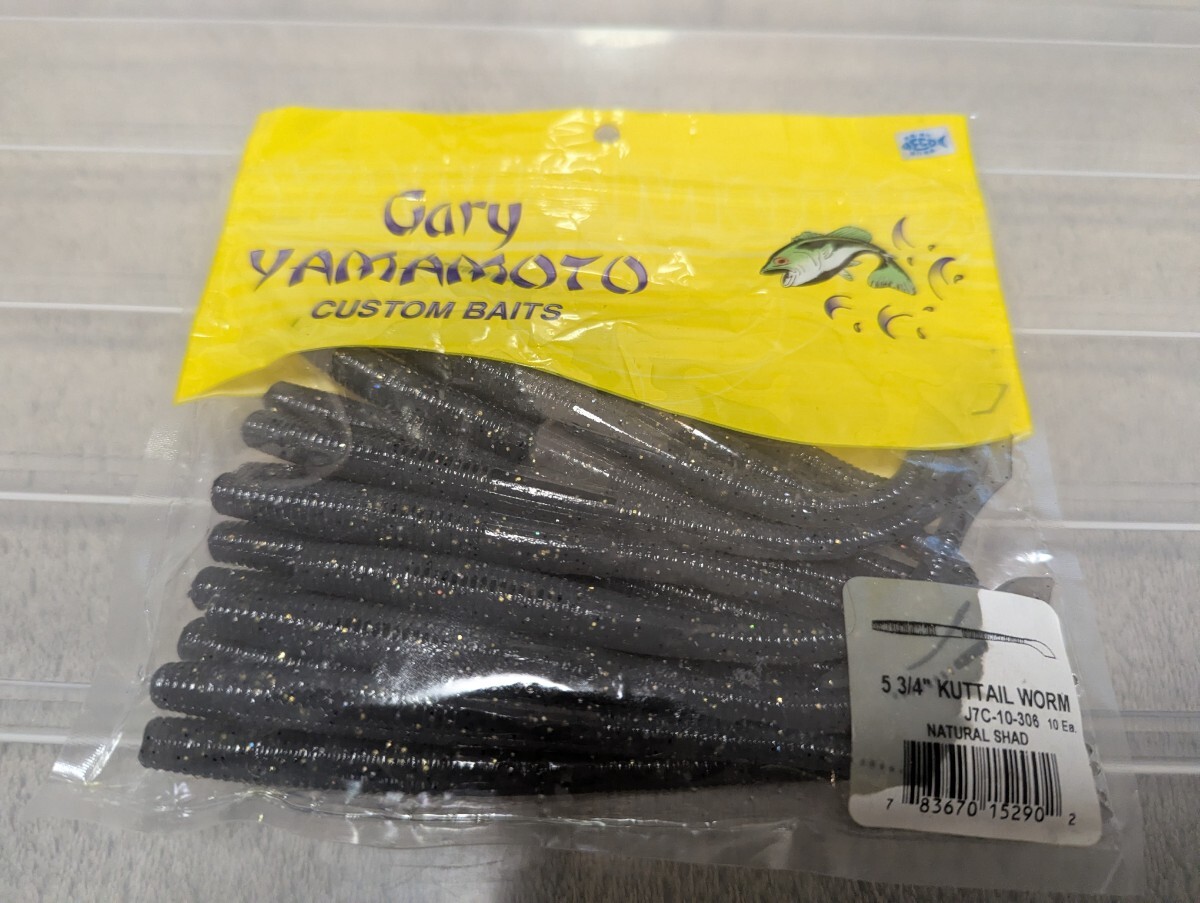 Gary
YAMAMOTO
CUSTOM BAITS
5 3/4" KUTTAIL WORM
J7C-10-306 10 Ea.
NATURAL SHAD
7 83670 15290 2